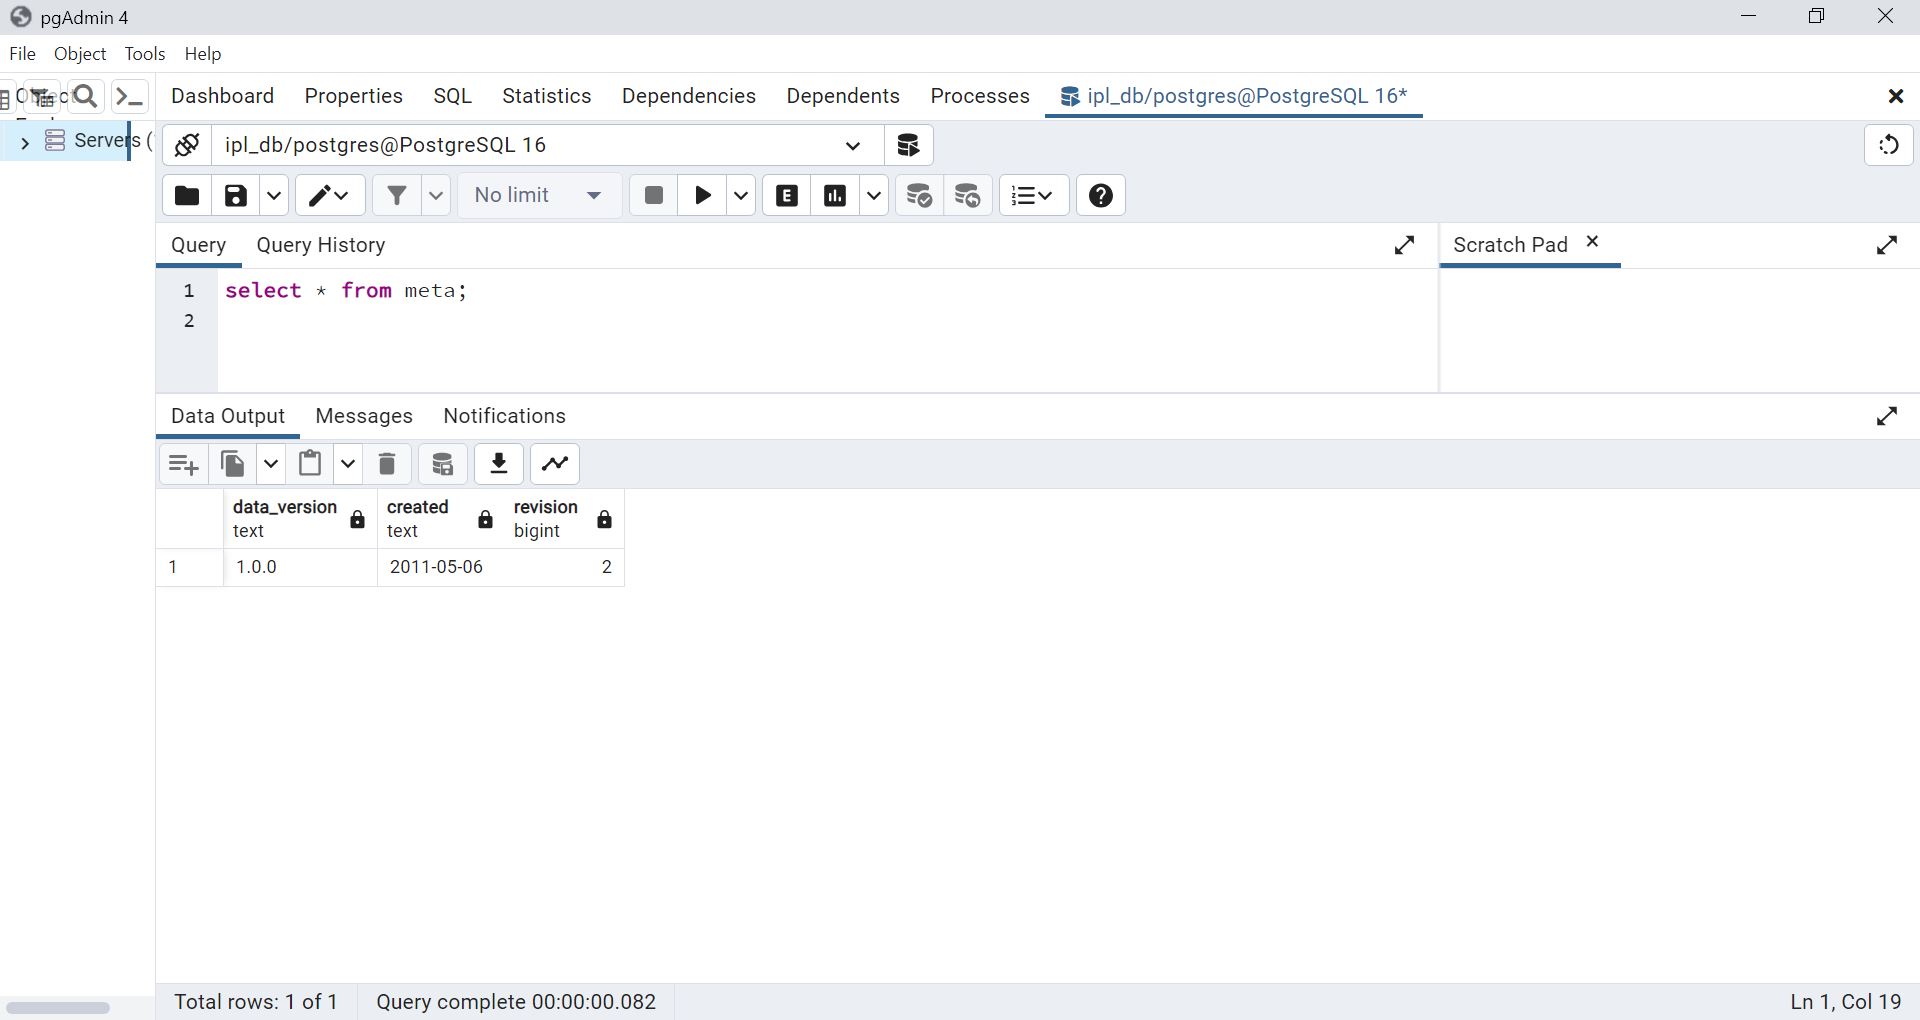 pgAdmin 4
File Object Tools Help
Dashboard Properties SQL Statistics Dependencies Dependents Processes ipl_db/postgres@PostgreSQL 16*
Servers (
ipl_db/postgres@PostgreSQL 16
No limit
E
Query Query History
Scratch Pad
1 select * from meta;
2
Data Output Messages Notifications
data_version created revision
text text bigint
1 1.0.0 2011-05-06 2
Total rows: 1 of 1 Query complete 00:00:00.082 Ln 1, Col 19